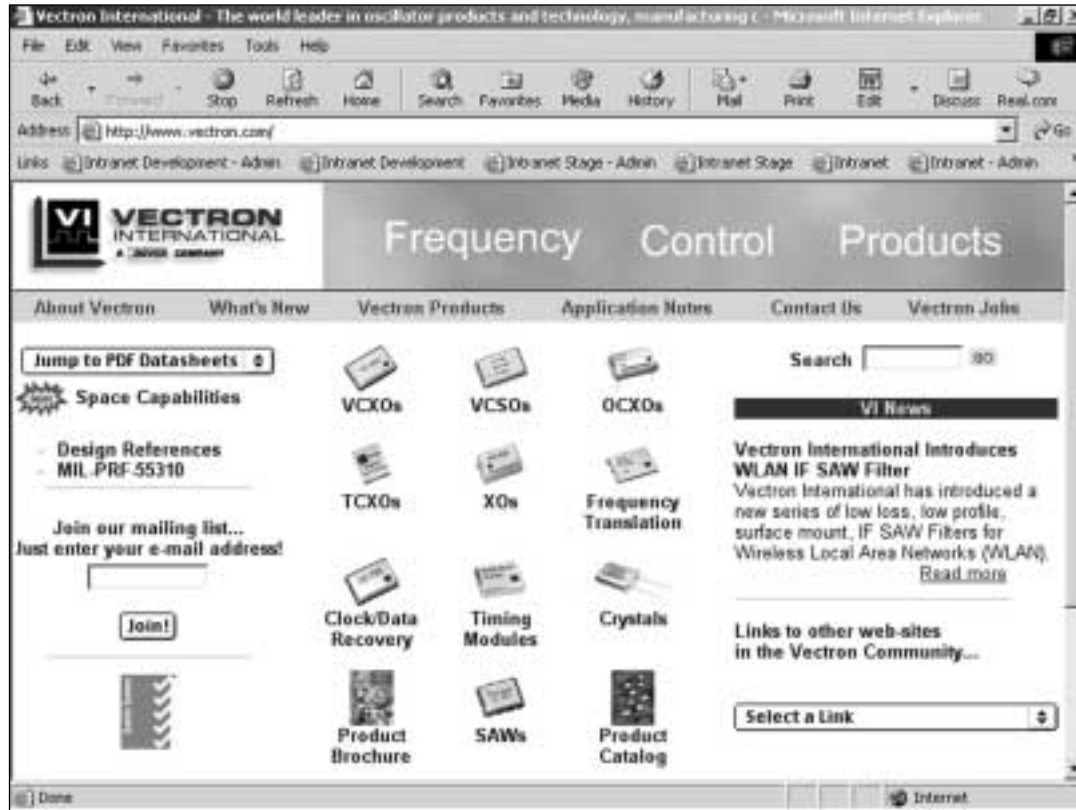 Vectron International - The world leader in oscillator products and technology, manufacturing c - Microsoft Internet Explorer
File Edit View Favorites Tools Help
Back Forward Stop Refresh Home Search Favorites Media History Mail Print Edit Discuss Real.com
Address http://www.vectron.com/ Go
Links Intranet Development - Admin Intranet Development Intranet Stage - Admin Intranet Stage Intranet Intranet - Admin
VI VECTRON
INTERNATIONAL
A DOVER COMPANY
Frequency Control Products
About Vectron What's New Vectron Products Application Notes Contact Us Vectron Jobs
Jump to PDF Datasheets
Space Capabilities
Design References
MIL-PRF-55310
Join our mailing list...
Just enter your e-mail address!
Join!
VCXOs VCSOs OCXOs
TCXOs XOs Frequency
Translation
Clock/Data
Recovery
Timing
Modules
Crystals
Product
Brochure
SAWs
Product
Catalog
Search GO
VI News
Vectron International Introduces
WLAN IF SAW Filter
Vectron International has introduced a
new series of low loss, low profile,
surface mount, IF SAW Filters for
Wireless Local Area Networks (WLAN).
Read more
Links to other web-sites
in the Vectron Community...
Select a Link
Done Internet